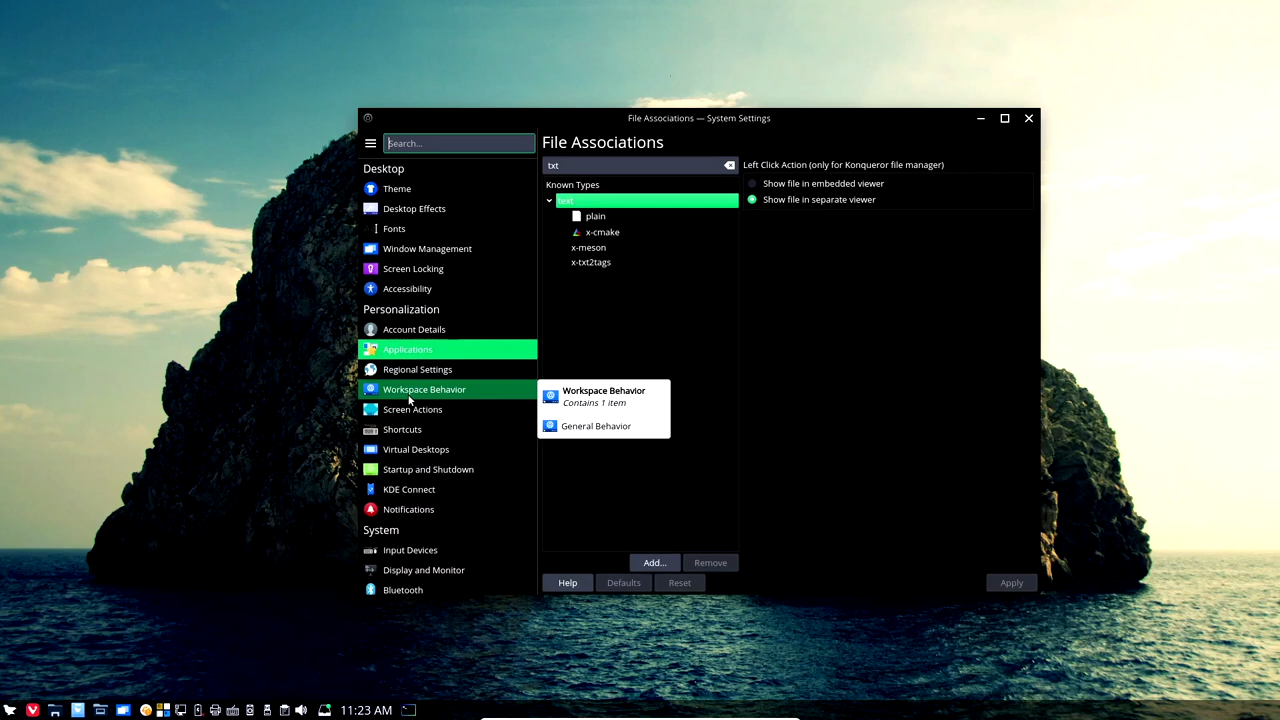 File Associations — System Settings
Search...
Desktop
Theme
Desktop Effects
Fonts
Window Management
Screen Locking
Accessibility
Personalization
Account Details
Applications
Regional Settings
Workspace Behavior
Screen Actions
Shortcuts
Virtual Desktops
Startup and Shutdown
KDE Connect
Notifications
System
Input Devices
Display and Monitor
Bluetooth
File Associations
txt
Known Types
text
plain
x-cmake
x-meson
x-txt2tags
Add...
Remove
Help
Defaults
Reset
Left Click Action (only for Konqueror file manager)
Show file in embedded viewer
Show file in separate viewer
Apply
Workspace Behavior
Contains 1 item
General Behavior
11:23 AM